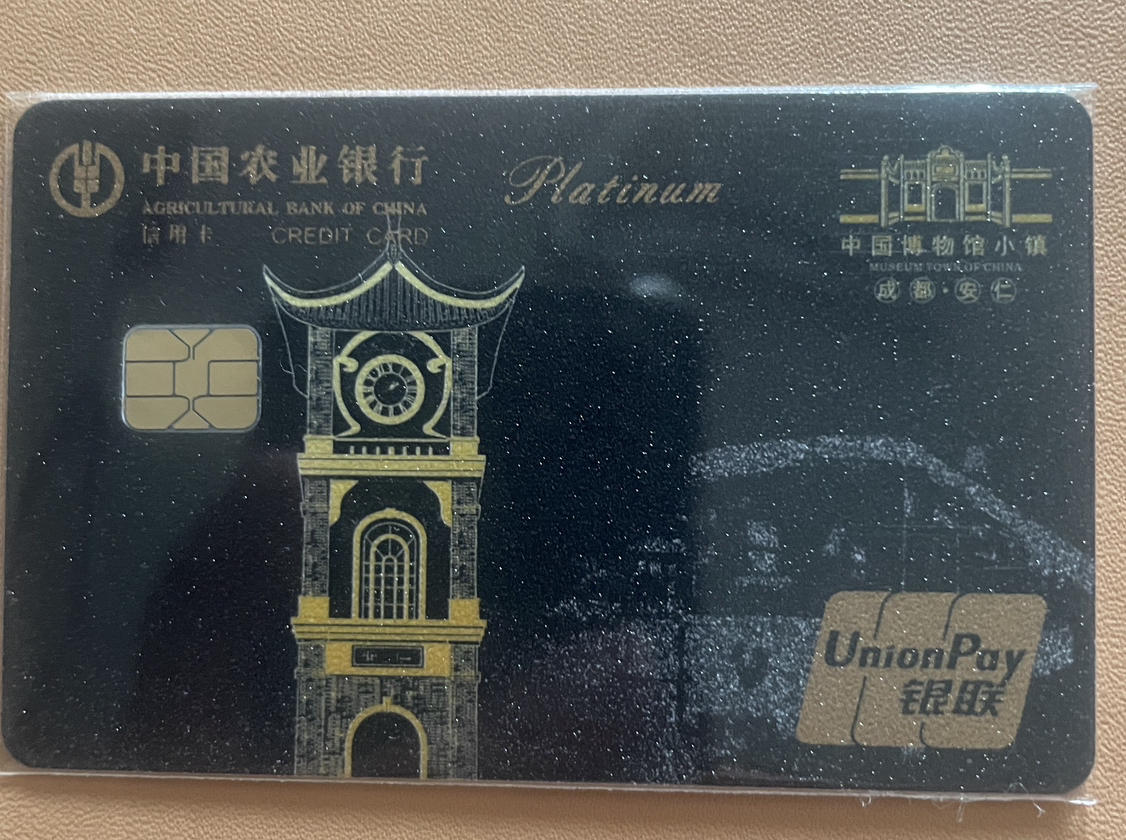 中国农业银行
AGRICULTURAL BANK OF CHINA
信用卡 CREDIT CARD
Platinum
中国博物馆小镇
MUSEUM TOWN OF CHINA
成都·安仁
UnionPay
银联